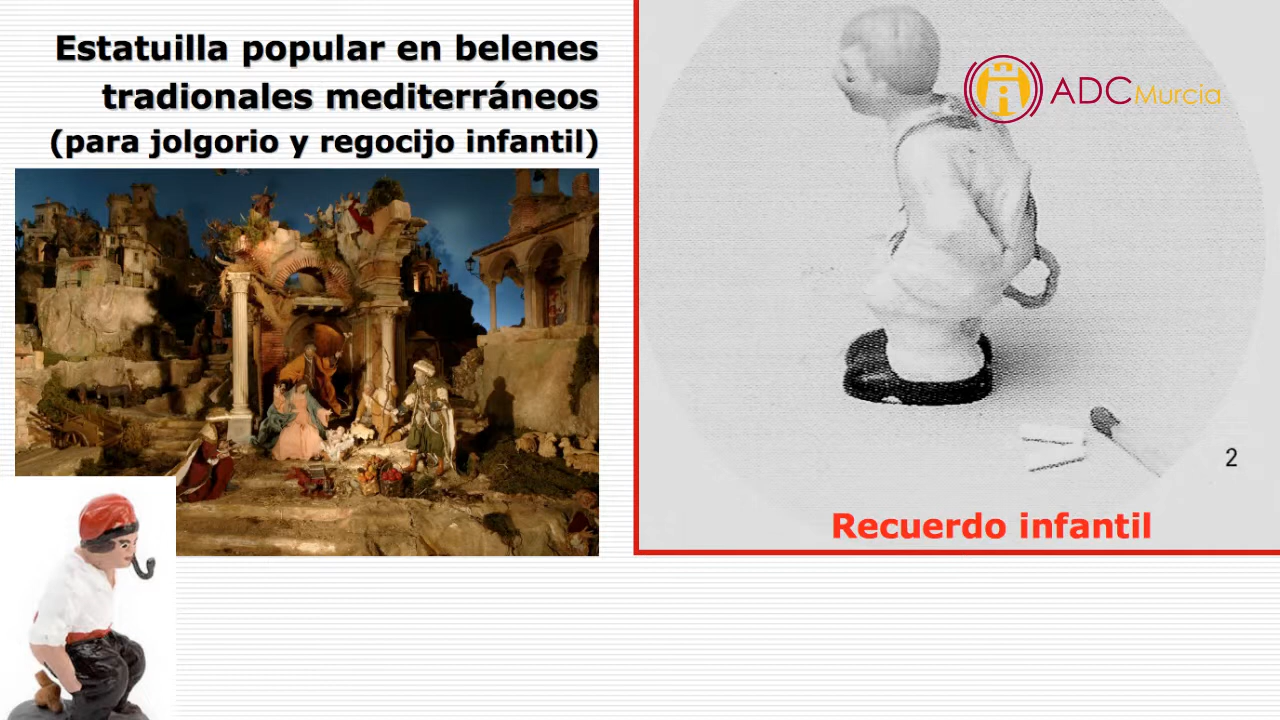 Estatuilla popular en belenes
tradionales mediterráneos
(para jolgorio y regocijo infantil)
ADCMurcia
2
Recuerdo infantil